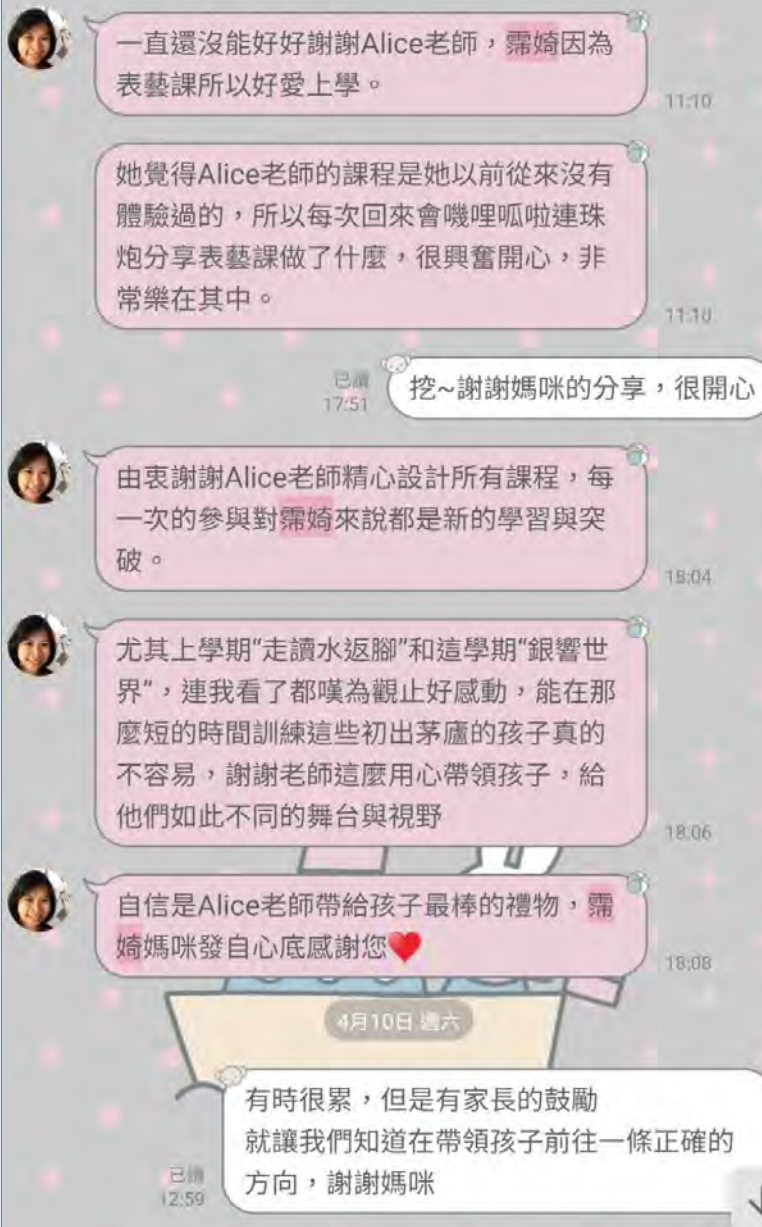 一直還沒能好好謝謝Alice老師，霈婍因為
表藝課所以好愛上學。
11:10
她覺得Alice老師的課程是她以前從來沒有
體驗過的，所以每次回來會嘰哩呱啦連珠
炮分享表藝課做了什麼，很興奮開心，非
常樂在其中。
11:10
已讀
17:51
挖~謝謝媽咪的分享，很開心
由衷謝謝Alice老師精心設計所有課程，每
一次的參與對霈婍來說都是新的學習與突
破。
18:04
尤其上學期“走讀水返腳”和這學期“銀響世
界”，連我看了都嘆為觀止好感動，能在那
麼短的時間訓練這些初出茅廬的孩子真的
不容易，謝謝老師這麼用心帶領孩子，給
他們如此不同的舞台與視野
18:06
自信是Alice老師帶給孩子最棒的禮物，霈
婍媽咪發自心底感謝您❤
18:08
4月10日 週六
有時很累，但是有家長的鼓勵
就讓我們知道在帶領孩子前往一條正確的
方向，謝謝媽咪
已讀
12:59